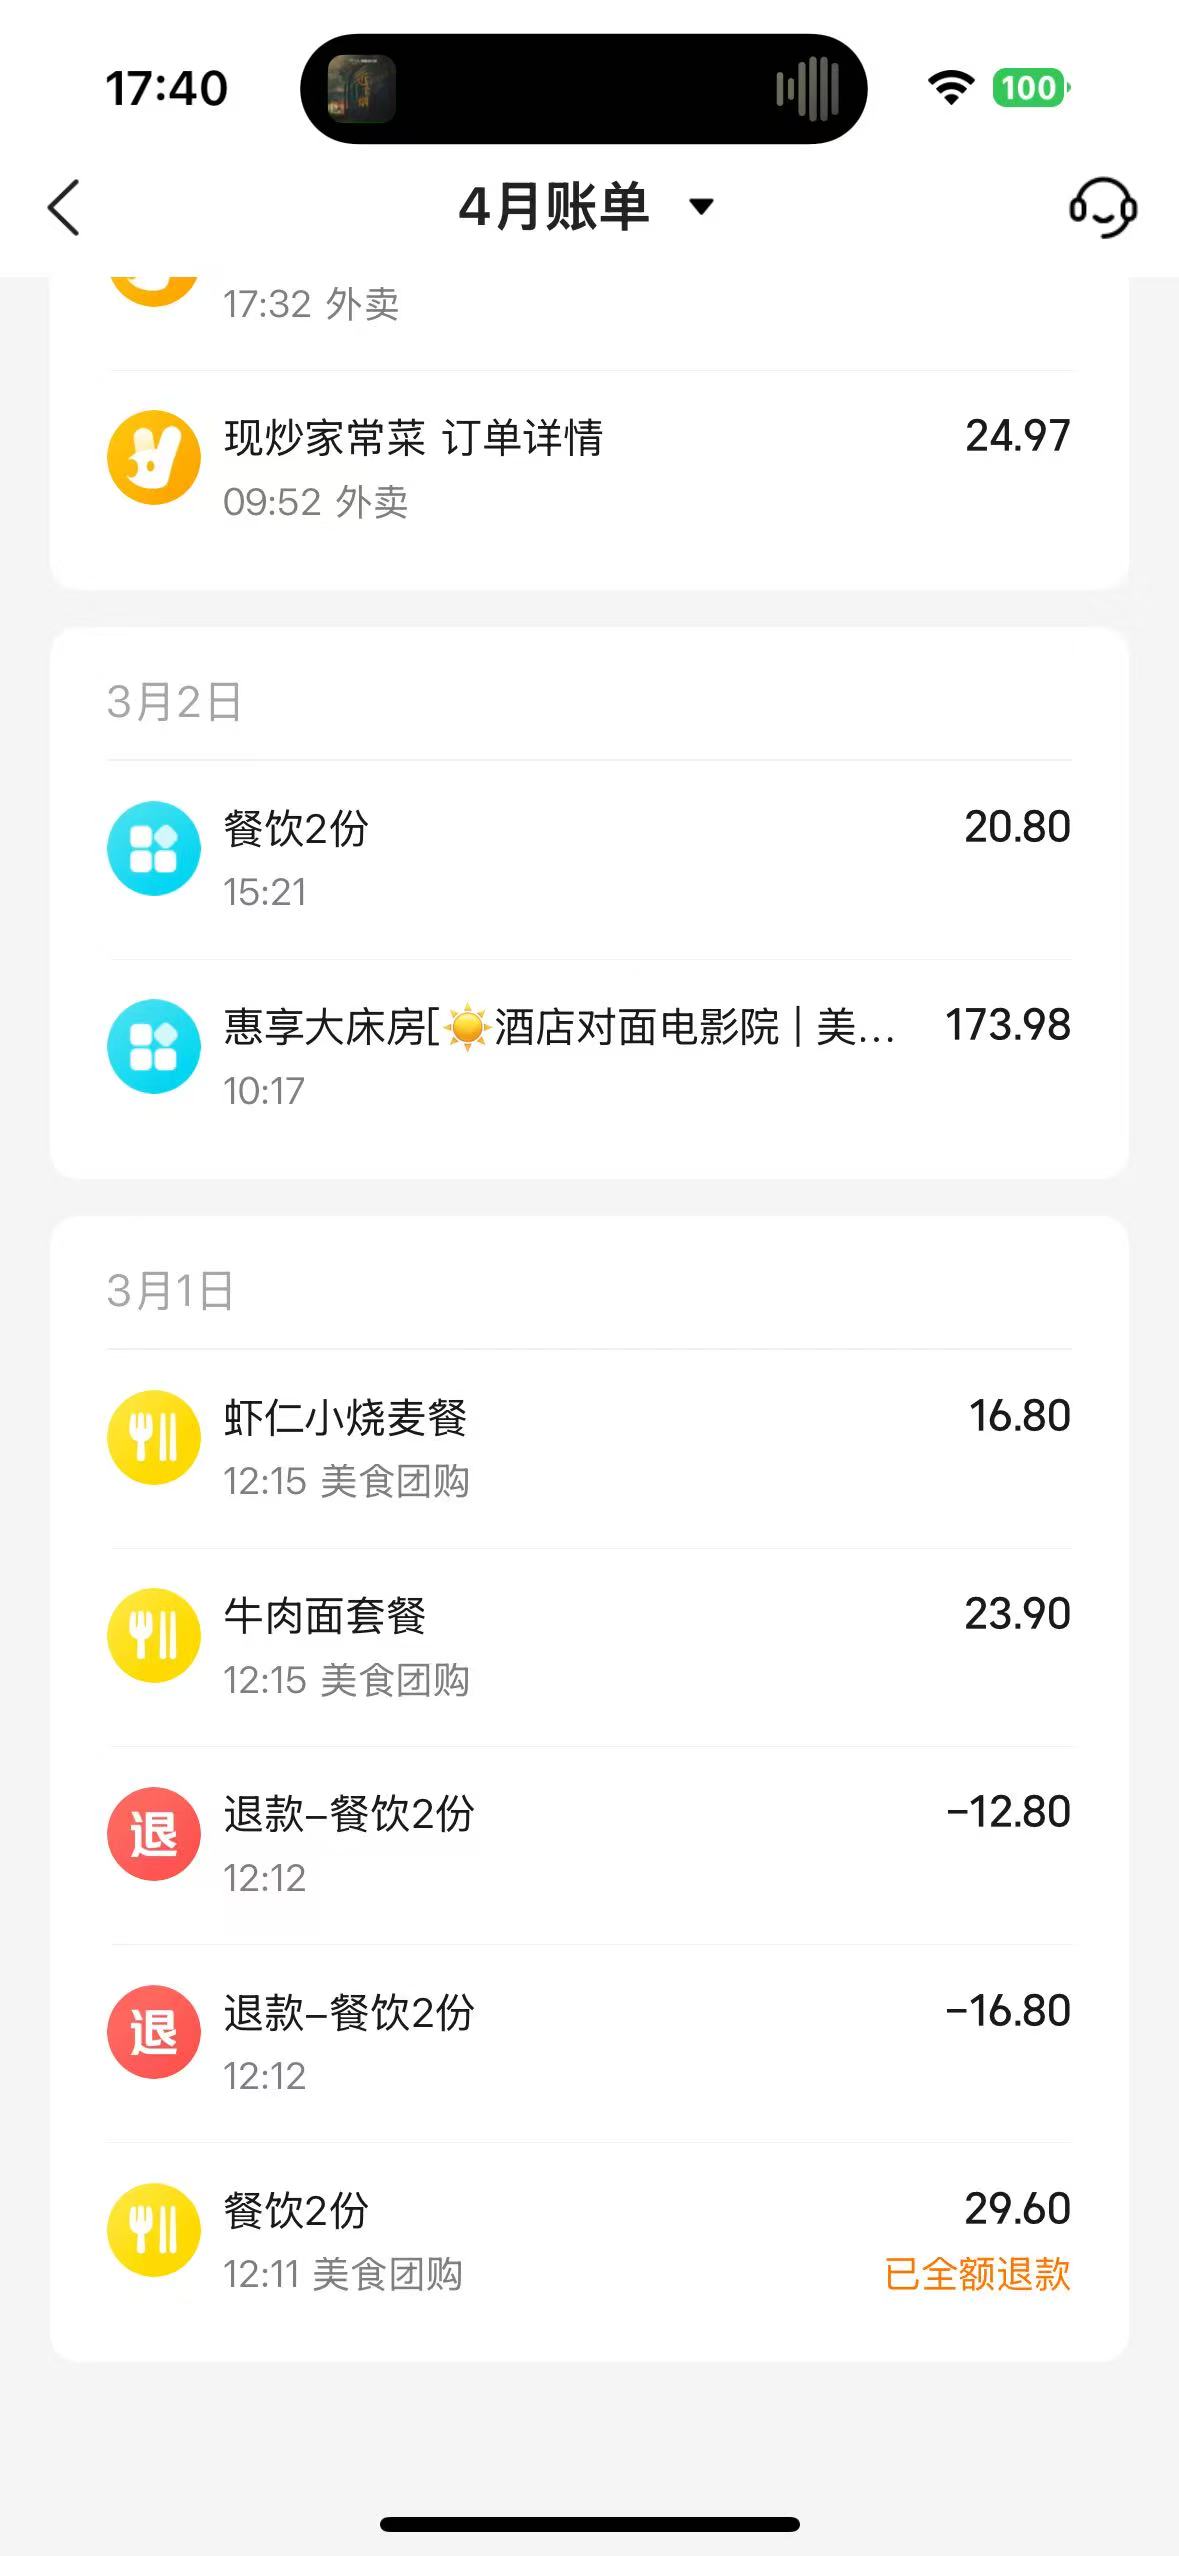 17:40
100
4月账单
17:32 外卖
现炒家常菜 订单详情
24.97
09:52 外卖
3月2日
餐饮2份
20.80
15:21
惠享大床房[☀️酒店对面电影院 | 美...
173.98
10:17
3月1日
虾仁小烧麦餐
16.80
12:15 美食团购
牛肉面套餐
23.90
12:15 美食团购
退
退款-餐饮2份
-12.80
12:12
退
退款-餐饮2份
-16.80
12:12
餐饮2份
29.60
12:11 美食团购
已全额退款